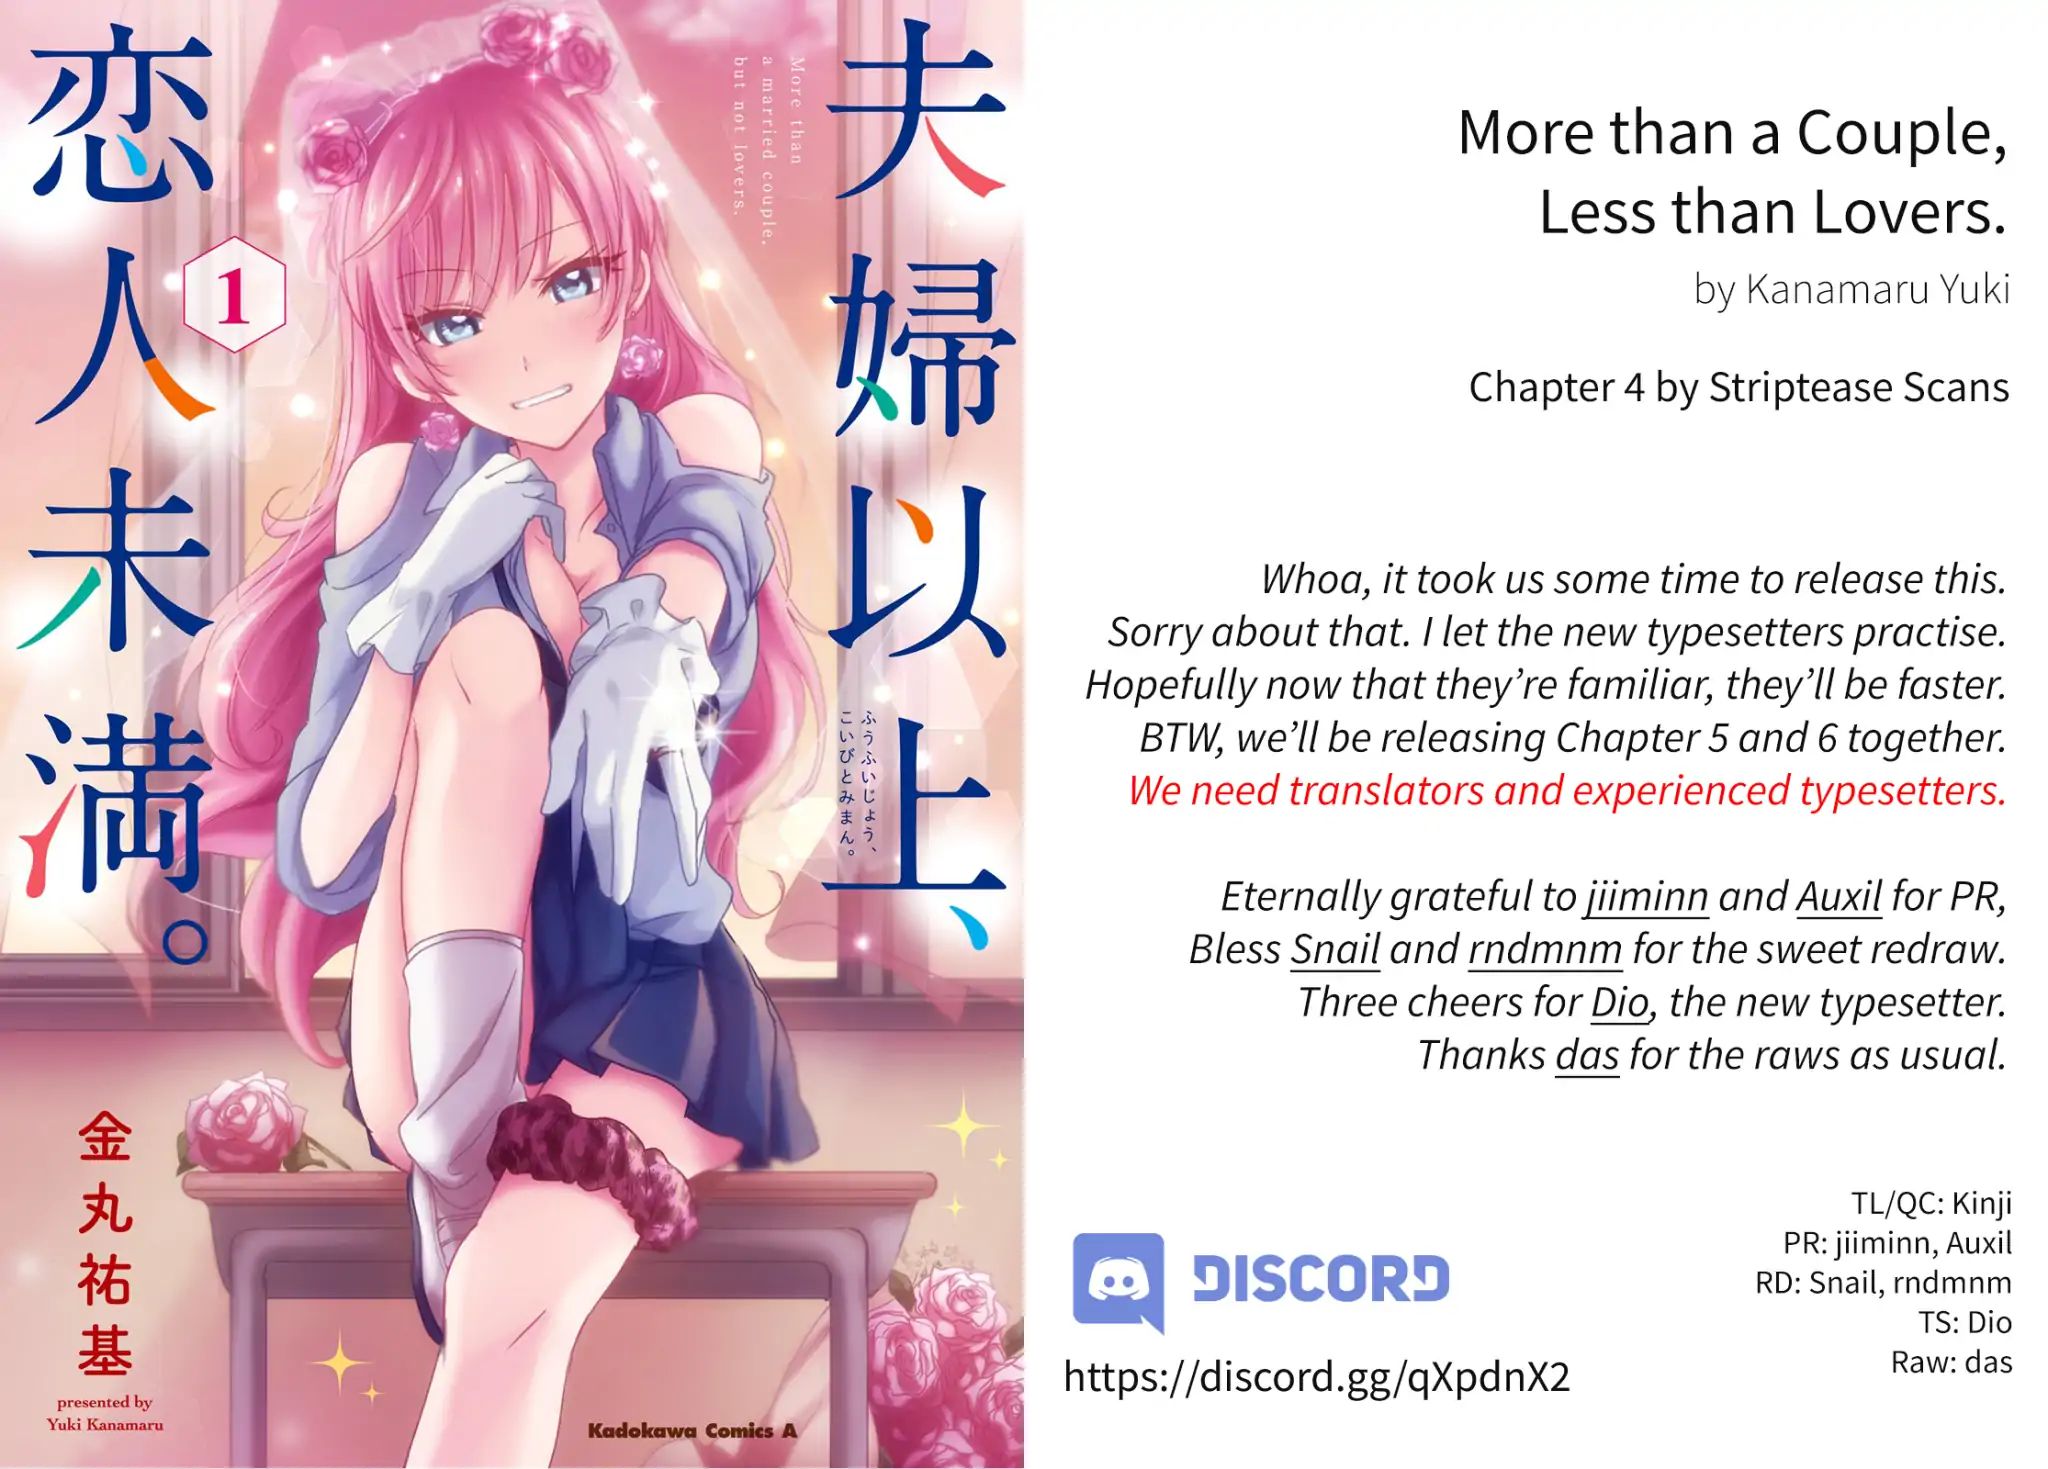 夫婦以上、
恋人未満。
ふうふいじょう、
こいびとみまん。
More than
a married couple,
but not lovers.
1
金丸祐基
presented by
Yuki Kanamaru
Kadokawa Comics A
More than a Couple,
Less than Lovers.
by Kanamaru Yuki
Chapter 4 by Striptease Scans
Whoa, it took us some time to release this.
Sorry about that. I let the new typesetters practise.
Hopefully now that they’re familiar, they’ll be faster.
BTW, we’ll be releasing Chapter 5 and 6 together.
We need translators and experienced typesetters.
Eternally grateful to jiiminn and Auxil for PR,
Bless Snail and rndmnm for the sweet redraw.
Three cheers for Dio, the new typesetter.
Thanks das for the raws as usual.
DISCORD
https://discord.gg/qXpdnX2
TL/QC: Kinji
PR: jiiminn, Auxil
RD: Snail, rndmnm
TS: Dio
Raw: das